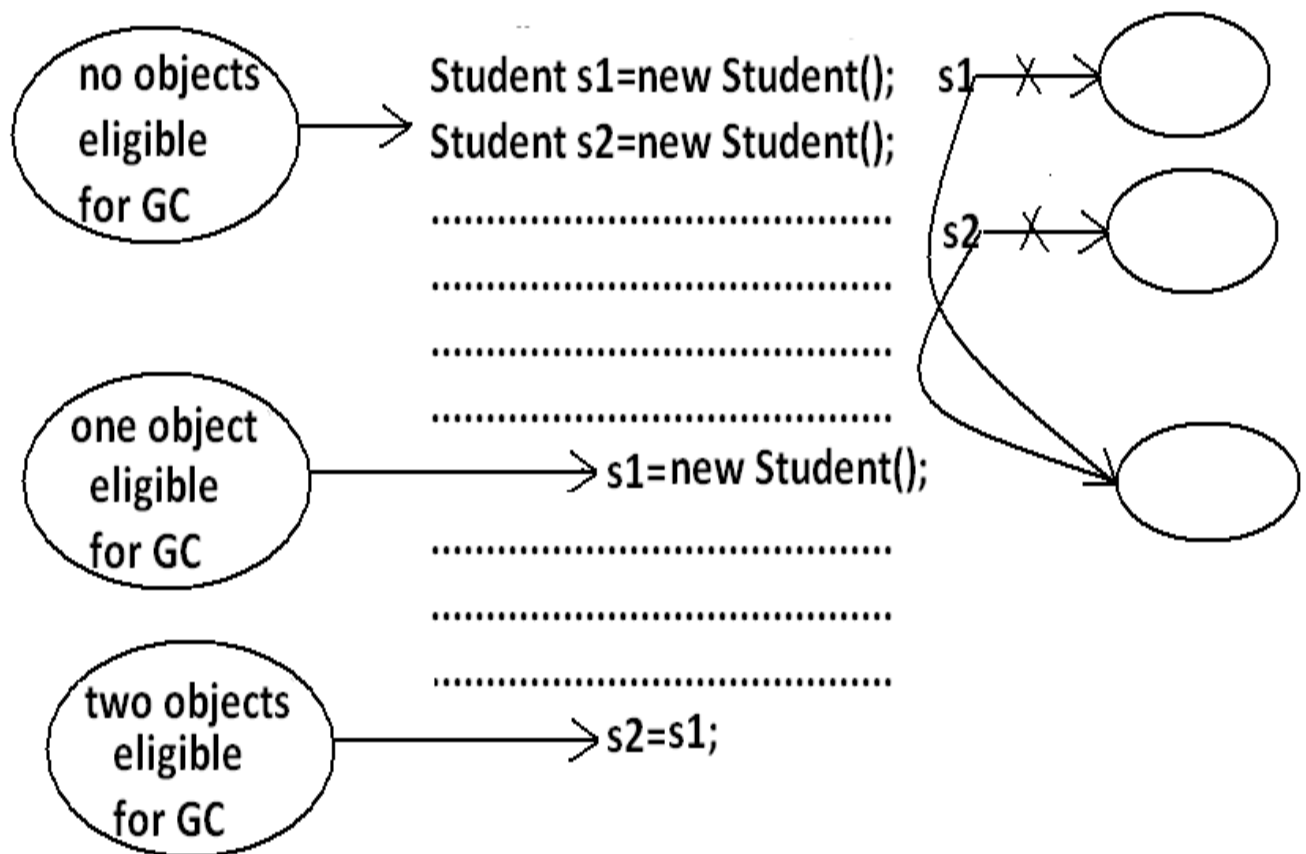 no objects
eligible
for GC
Student s1=new Student();
Student s2=new Student();
..........................................
..........................................
..........................................
..........................................
one object
eligible
for GC
s1=new Student();
..........................................
..........................................
..........................................
two objects
eligible
for GC
s2=s1;
s1
s2